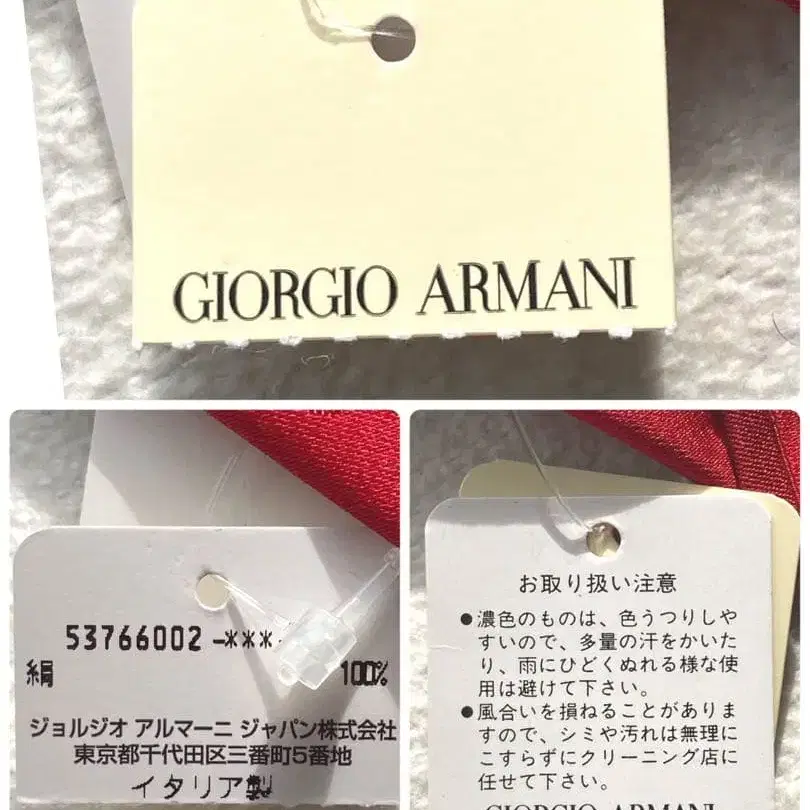 GIORGIO ARMANI
53766002-***-
絹 100%
ジョルジオ アルマーニ ジャパン株式会社
東京都千代田区三番町5番地
イタリア製
お取り扱い注意
●濃色のものは、色うつりしや
すいので、多量の汗をかいた
り、雨にひどくぬれる様な使
用は避けて下さい。
●風合いを損ねることがありま
すので、シミや汚れは無理に
こすらずにクリーニング店に
任せて下さい。
GIORGIO ARMANI